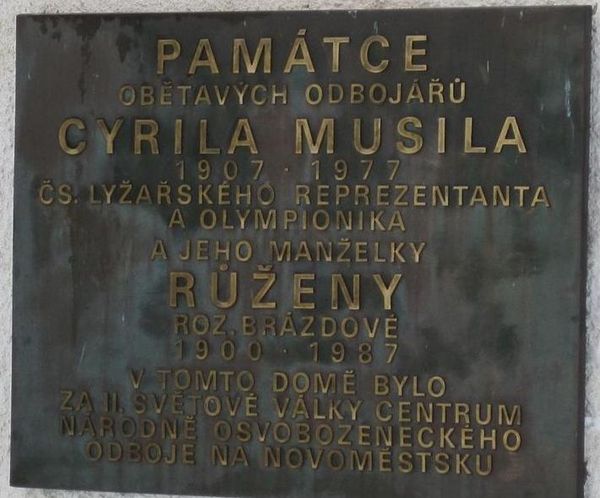 PAMÁTCE
OBĚTAVÝCH ODBOJÁŘŮ
CYRILA MUSILA
1907 · 1977
ČS. LYŽAŘSKÉHO REPREZENTANTA
A OLYMPIONIKA
A JEHO MANŽELKY
RŮŽENY
ROZ. BRÁZDOVÉ
1900 · 1987
V TOMTO DOMĚ BYLO
ZA II. SVĚTOVÉ VÁLKY CENTRUM
NÁRODNĚ OSVOBOZENECKÉHO
ODBOJE NA NOVOMĚSTSKU